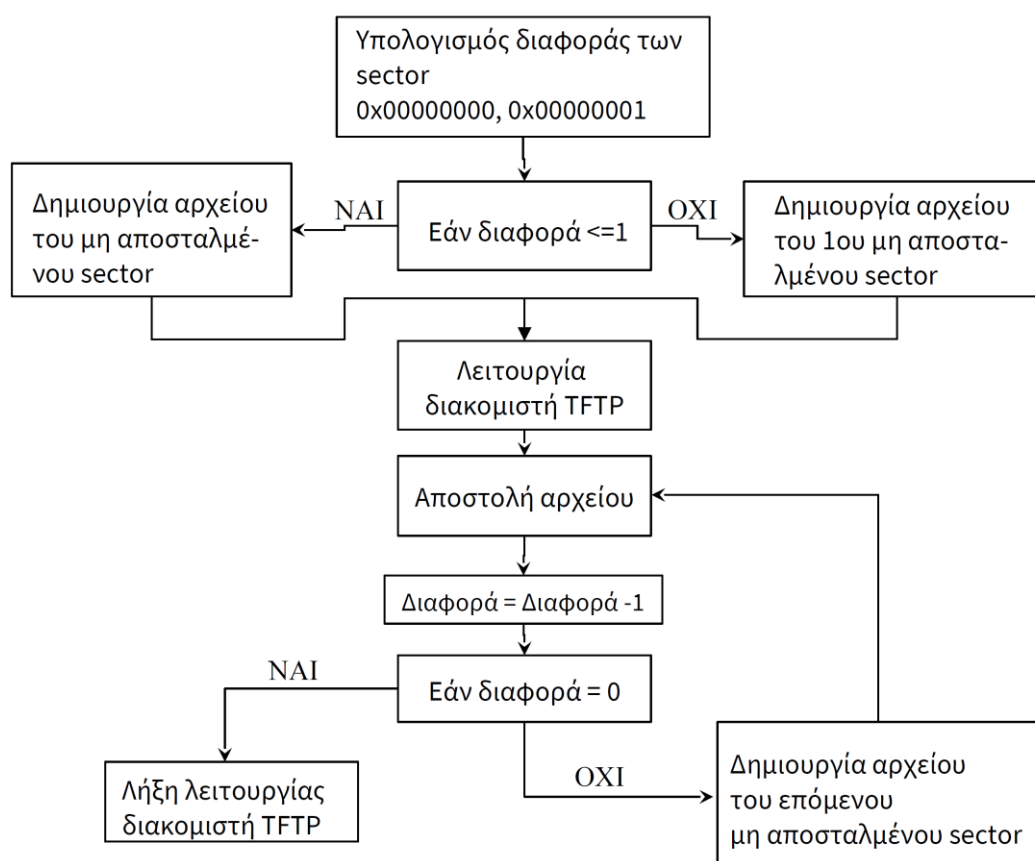 Υπολογισμός διαφοράς των
sector
0x00000000, 0x00000001
Δημιουργία αρχείου
του μη αποσταλμέ-
νου sector
ΝΑΙ
Εάν διαφορά <=1
ΟΧΙ
Δημιουργία αρχείου
του 1ου μη αποστα-
λμένου sector
Λειτουργία
διακομιστή TFTP
Αποστολή αρχείου
Διαφορά = Διαφορά -1
ΝΑΙ
Εάν διαφορά = 0
ΟΧΙ
Λήξη λειτουργίας
διακομιστή TFTP
Δημιουργία αρχείου
του επόμενου
μη αποσταλμένου sector